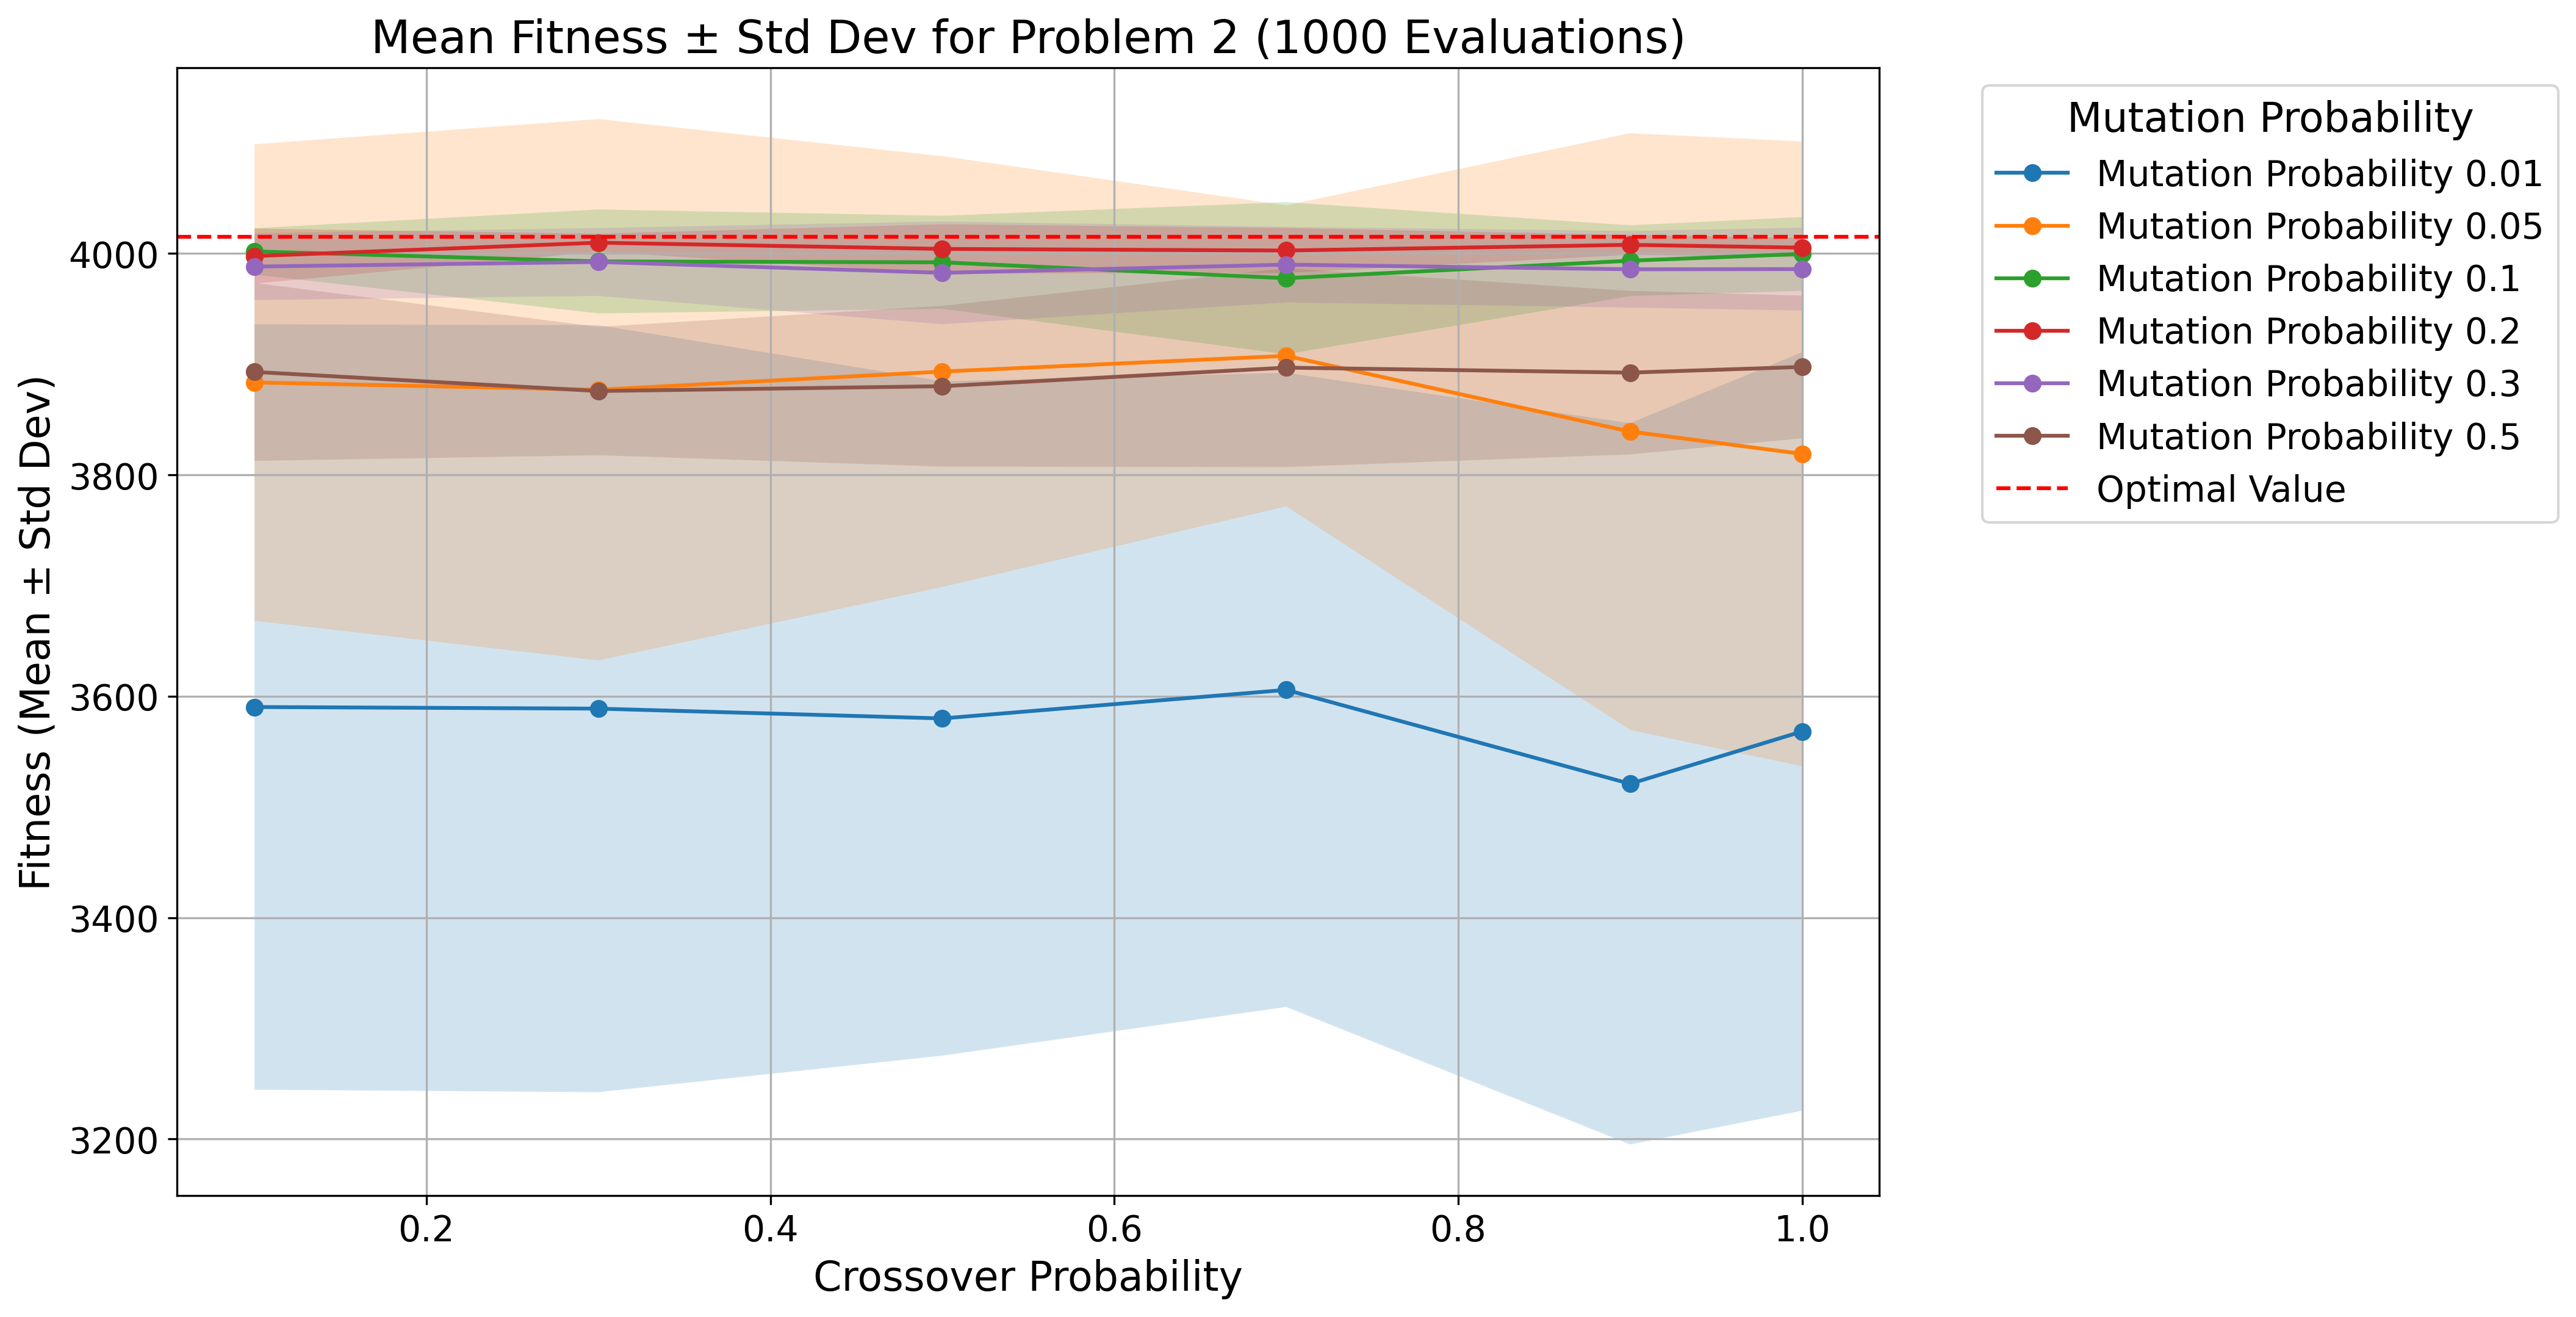 Mean Fitness ± Std Dev for Problem 2 (1000 Evaluations)
Mutation Probability
Mutation Probability 0.01
Mutation Probability 0.05
Mutation Probability 0.1
Mutation Probability 0.2
Mutation Probability 0.3
Mutation Probability 0.5
Optimal Value
Fitness (Mean ± Std Dev)
4000
3800
3600
3400
3200
0.2
0.4
0.6
0.8
1.0
Crossover Probability